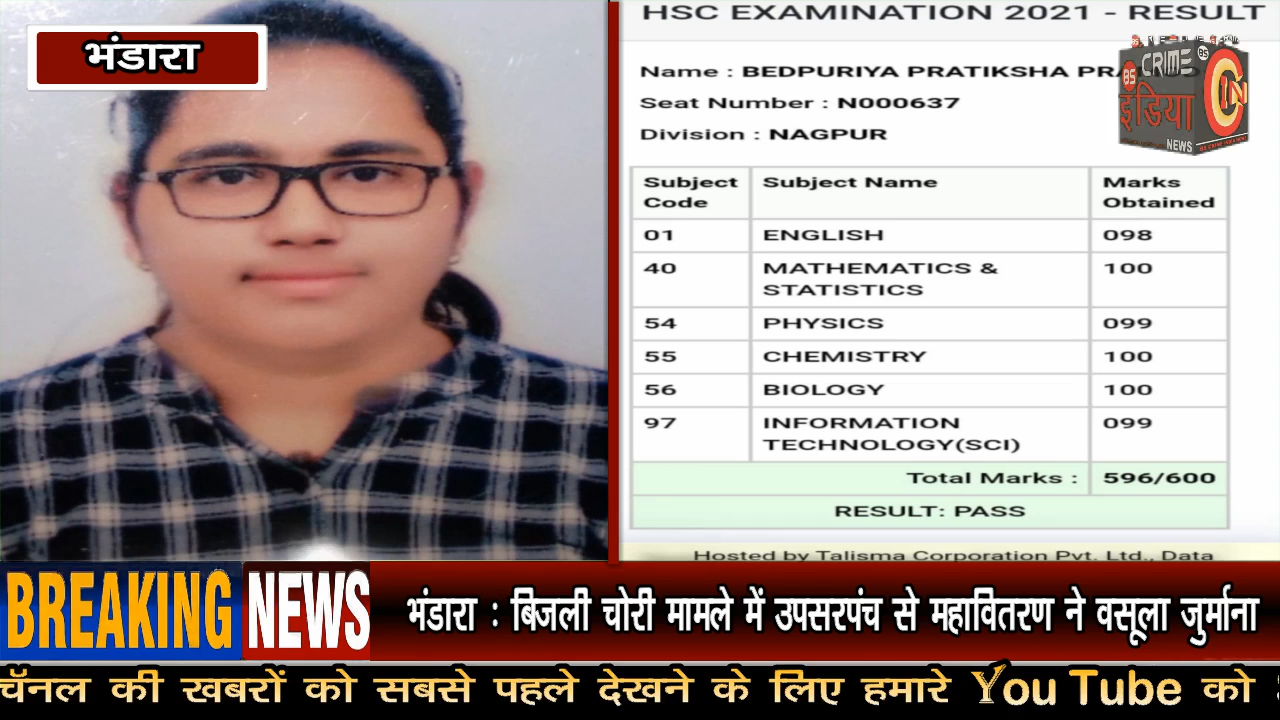 भंडारा
HSC EXAMINATION 2021 - RESULT
Name : BEDPURIYA PRATIKSHA
Seat Number : N000637
Division : NAGPUR
BS CRIME
इंडिया
NEWS
IN
Subject Code Subject Name Marks Obtained
01 ENGLISH 098
40 MATHEMATICS & STATISTICS 100
54 PHYSICS 099
55 CHEMISTRY 100
56 BIOLOGY 100
97 INFORMATION TECHNOLOGY(SCI) 099
Total Marks : 596/600
RESULT: PASS
Hosted by Talisma Corporation Pvt. Ltd., Data
BREAKING NEWS
भंडारा : बिजली चोरी मामले में उपसरपंच से महावितरण ने वसूला जुर्माना
चॅनल की खबरों को सबसे पहले देखने के लिए हमारे You Tube को